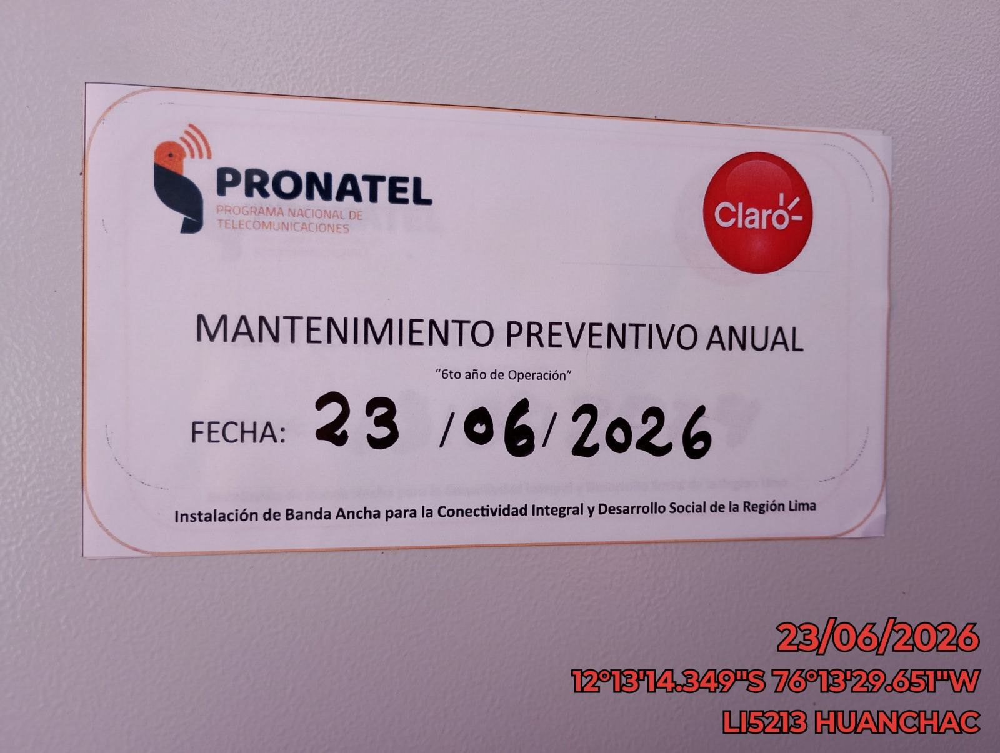 PRONATEL
PROGRAMA NACIONAL DE
TELECOMUNICACIONES
Claro
MANTENIMIENTO PREVENTIVO ANUAL
“6to año de Operación”
FECHA: 23 / 06 / 2026
Instalación de Banda Ancha para la Conectividad Integral y Desarrollo Social de la Región Lima
23/06/2026
12°13'14.349"S 76°13'29.651"W
LI5213 HUANCHAC